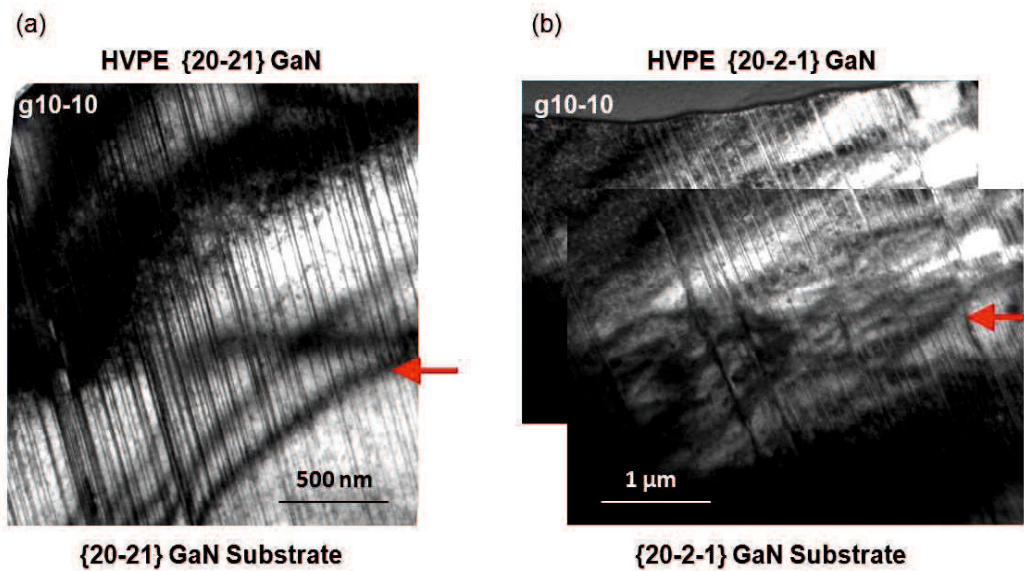 (a)
HVPE {20-21} GaN
g10-10
500 nm
{20-21} GaN Substrate
(b)
HVPE {20-2-1} GaN
g10-10
1 µm
{20-2-1} GaN Substrate